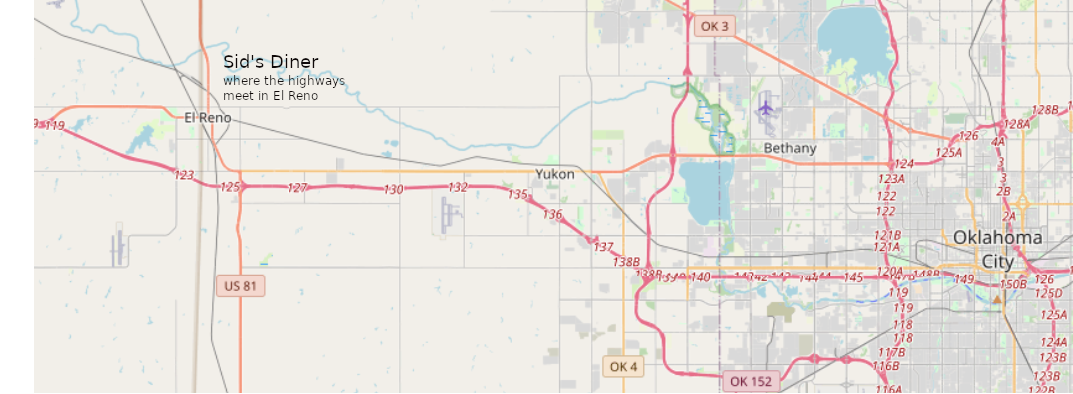 OK 3
Sid's Diner
where the highways
meet in El Reno
128B
El Reno
119
128A
126
4A
125A
Bethany
3
124
Yukon
123
123A
3
125
127
130
132
135
122
2B
122
136
2A
121B
Oklahoma
City
137
121A
138B
138B
139
140
142
142
143
144
144
145
120A
148B
149
126
US 81
150B
119
125D
119
125A
118
118
124A
117B
123B
OK 4
116B
OK 152
123B
116A
122B